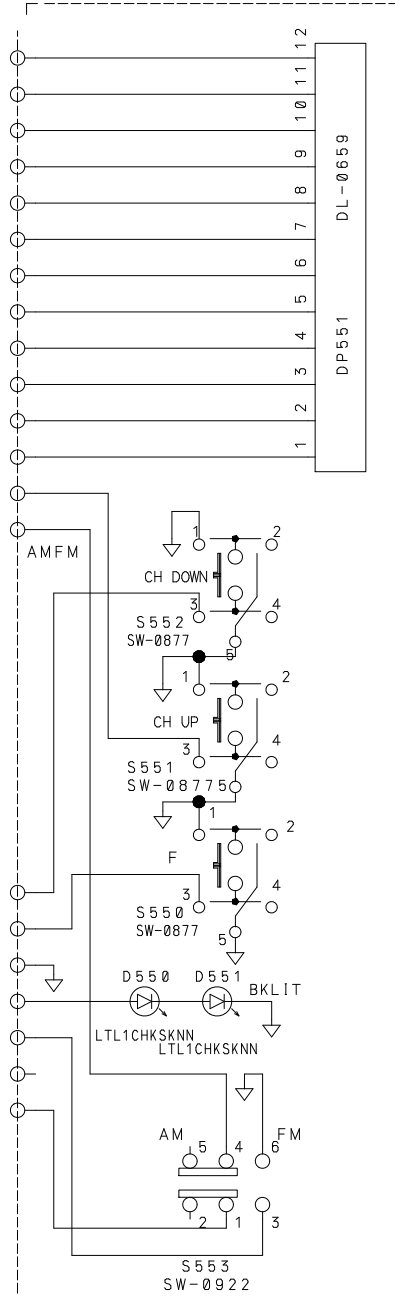 12
11
10
9
8
7
6
5
4
3
2
1
DL-0659
DP551
AMFM
1
2
CH DOWN
3
4
S552
SW-0877
5
1
2
CH UP
3
4
S551
SW-0877
5
1
2
F
3
4
S550
SW-0877
5
D550
D551
BKLIT
LTL1CHKSKNN
LTL1CHKSKNN
AM
5
4
6
FM
2
1
3
S553
SW-0922